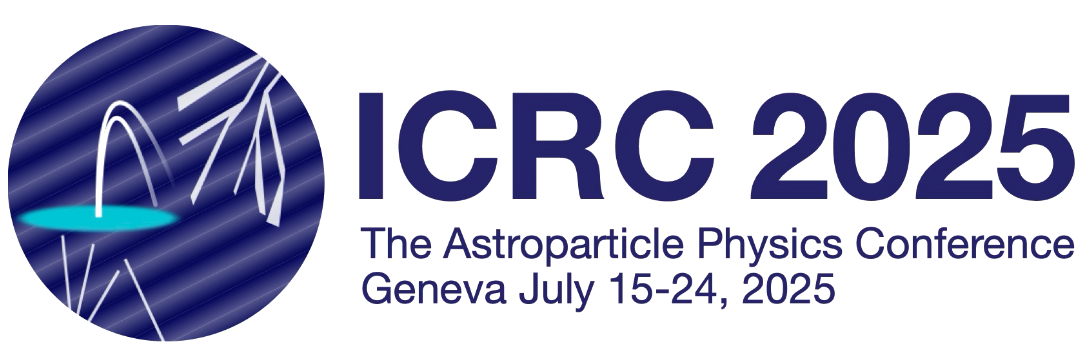 ICRC 2025
The Astroparticle Physics Conference
Geneva July 15-24, 2025